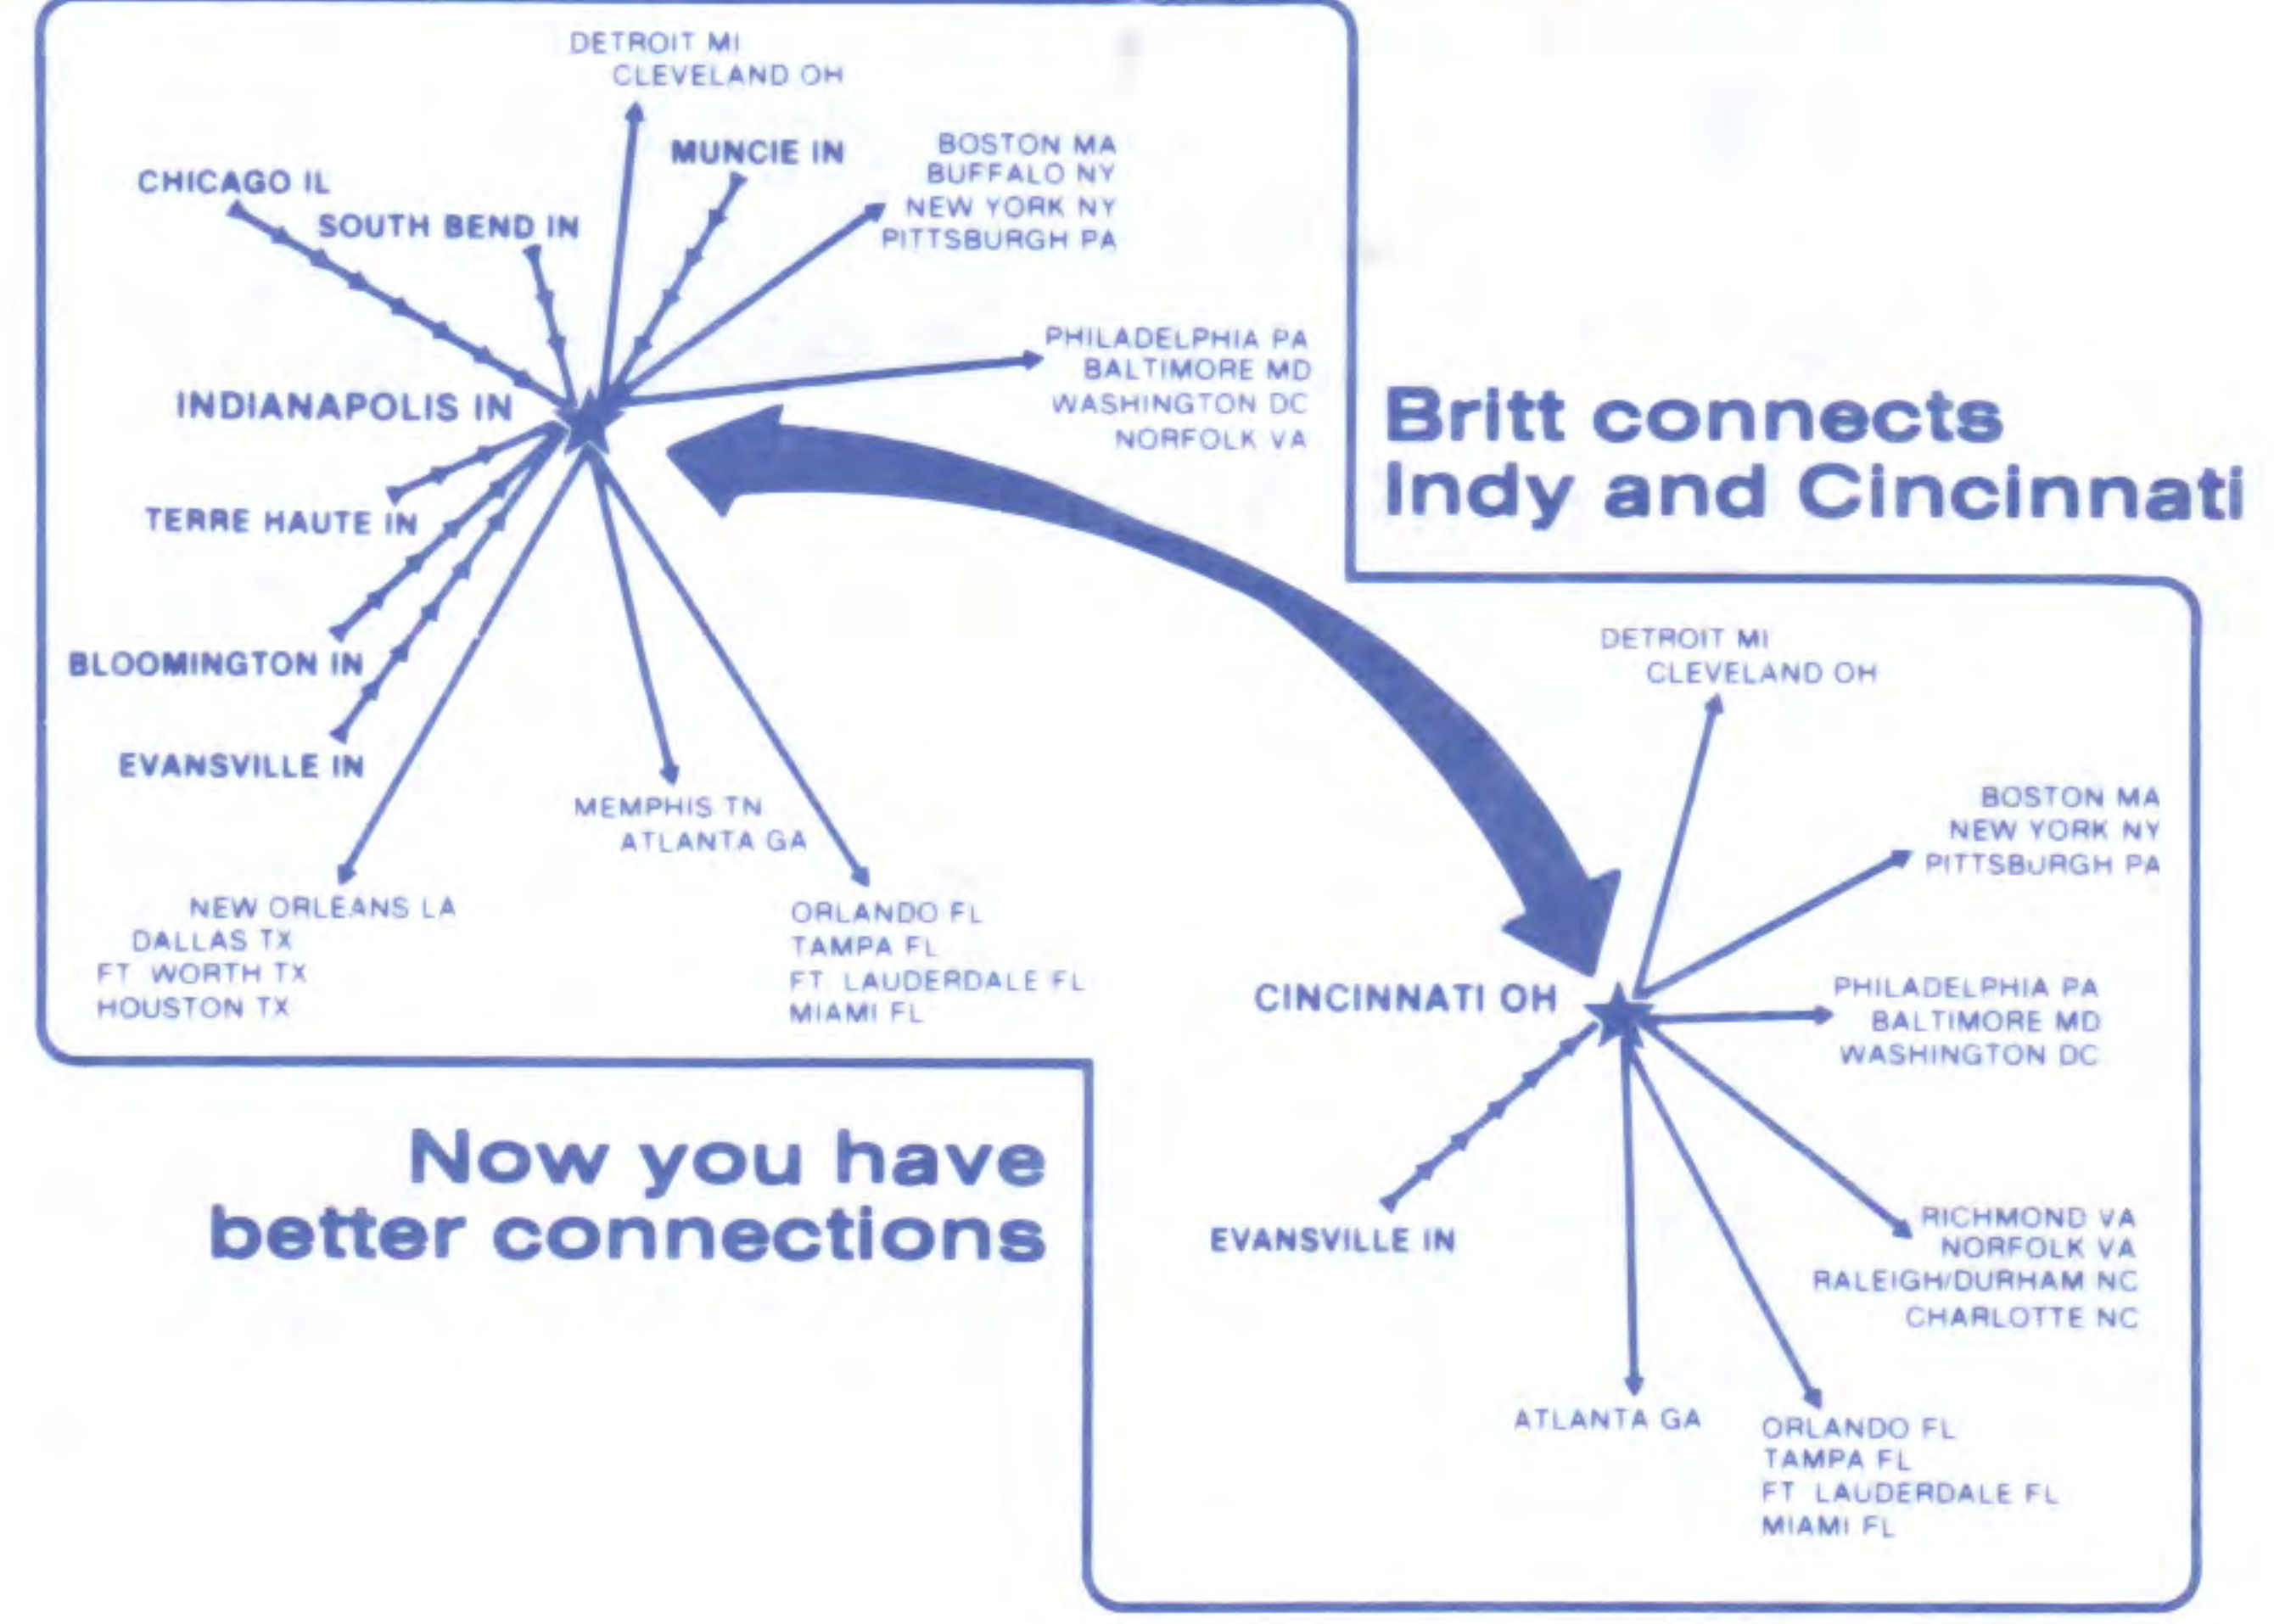 DETROIT MI
CLEVELAND OH
MUNCIE IN
BOSTON MA
BUFFALO NY
NEW YORK NY
PITTSBURGH PA
CHICAGO IL
SOUTH BEND IN
PHILADELPHIA PA
BALTIMORE MD
WASHINGTON DC
NORFOLK VA
INDIANAPOLIS IN
TERRE HAUTE IN
BLOOMINGTON IN
EVANSVILLE IN
MEMPHIS TN
ATLANTA GA
NEW ORLEANS LA
DALLAS TX
FT WORTH TX
HOUSTON TX
ORLANDO FL
TAMPA FL
FT LAUDERDALE FL
MIAMI FL
Britt connects
Indy and Cincinnati
DETROIT MI
CLEVELAND OH
BOSTON MA
NEW YORK NY
PITTSBURGH PA
CINCINNATI OH
PHILADELPHIA PA
BALTIMORE MD
WASHINGTON DC
EVANSVILLE IN
RICHMOND VA
NORFOLK VA
RALEIGH/DURHAM NC
CHARLOTTE NC
ATLANTA GA
ORLANDO FL
TAMPA FL
FT LAUDERDALE FL
MIAMI FL
Now you have
better connections